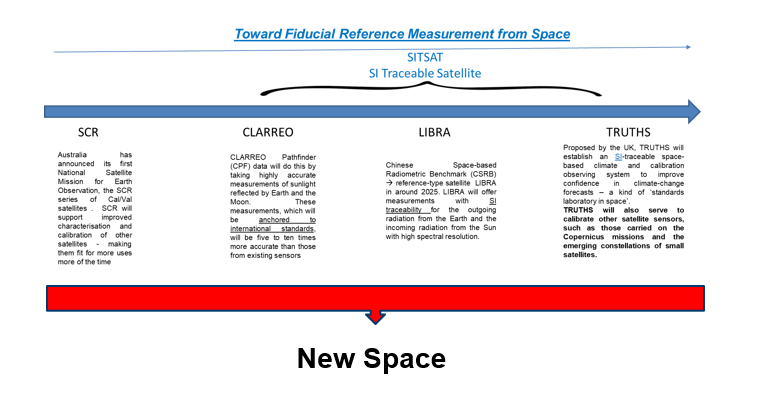 Toward Fiducial Reference Measurement from Space
SITSAT
SI Traceable Satellite
SCR
Australia has
announced its first
National Satellite
Mission for Earth
Observation, the SCR
series of Cal/Val
satellites . SCR will
support improved
characterisation and
calibration of other
satellites - making
them fit for more uses
more of the time
CLARREO
CLARREO Pathfinder
(CPF) data will do this by
taking highly accurate
measurements of sunlight
reflected by Earth and the
Moon. These
measurements, which will
be anchored to
international standards,
will be five to ten times
more accurate than those
from existing sensors
LIBRA
Chinese Space-based
Radiometric Benchmark (CSRB)
→ reference-type satellite LIBRA
in around 2025. LIBRA will offer
measurements with SI
traceability for the outgoing
radiation from the Earth and the
incoming radiation from the Sun
with high spectral resolution.
TRUTHS
Proposed by the UK, TRUTHS will
establish an SI-traceable space-
based climate and calibration
observing system to improve
confidence in climate-change
forecasts – a kind of ‘standards
laboratory in space’.
TRUTHS will also serve to
calibrate other satellite sensors,
such as those carried on the
Copernicus missions and the
emerging constellations of small
satellites.
New Space